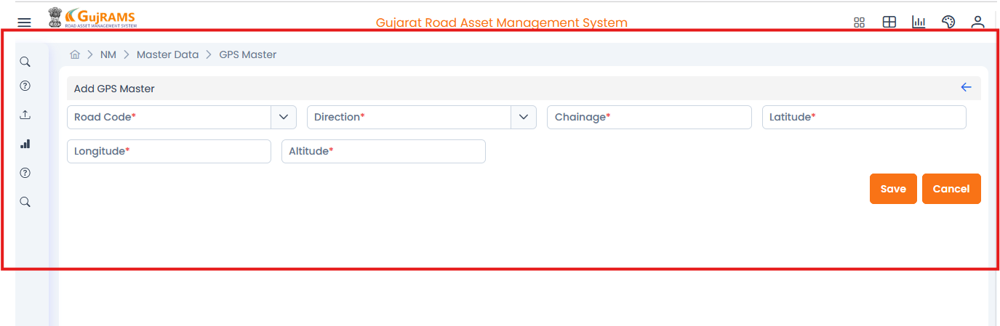 GujRAMS
ROAD ASSET MANAGEMENT SYSTEM
Gujarat Road Asset Management System
NM > Master Data > GPS Master
Add GPS Master
Road Code* Direction* Chainage* Latitude*
Longitude* Altitude*
Save Cancel